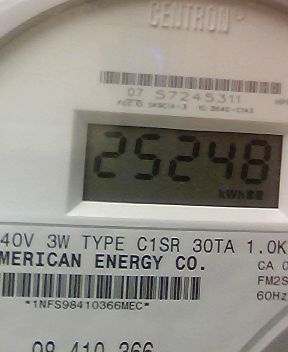 CENTRON
07 57245311
25248
kWh
40V 3W TYPE C1SR 30TA 1.0K
MERICAN ENERGY CO.
CA 0
FM2S
*1NFS98410366MEC*
60Hz
98 410 366